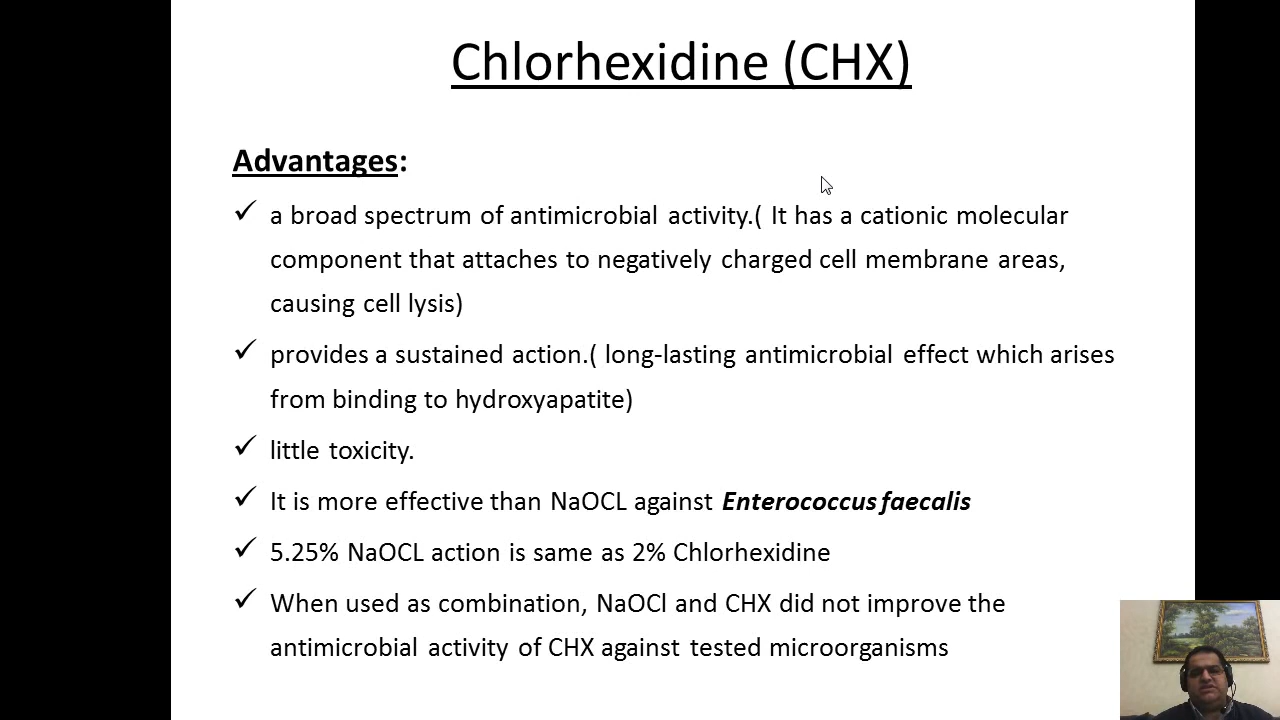 Chlorhexidine (CHX)
Advantages:
✓ a broad spectrum of antimicrobial activity.( It has a cationic molecular
component that attaches to negatively charged cell membrane areas,
causing cell lysis)
✓ provides a sustained action.( long-lasting antimicrobial effect which arises
from binding to hydroxyapatite)
✓ little toxicity.
✓ It is more effective than NaOCL against Enterococcus faecalis
✓ 5.25% NaOCL action is same as 2% Chlorhexidine
✓ When used as combination, NaOCl and CHX did not improve the
antimicrobial activity of CHX against tested microorganisms